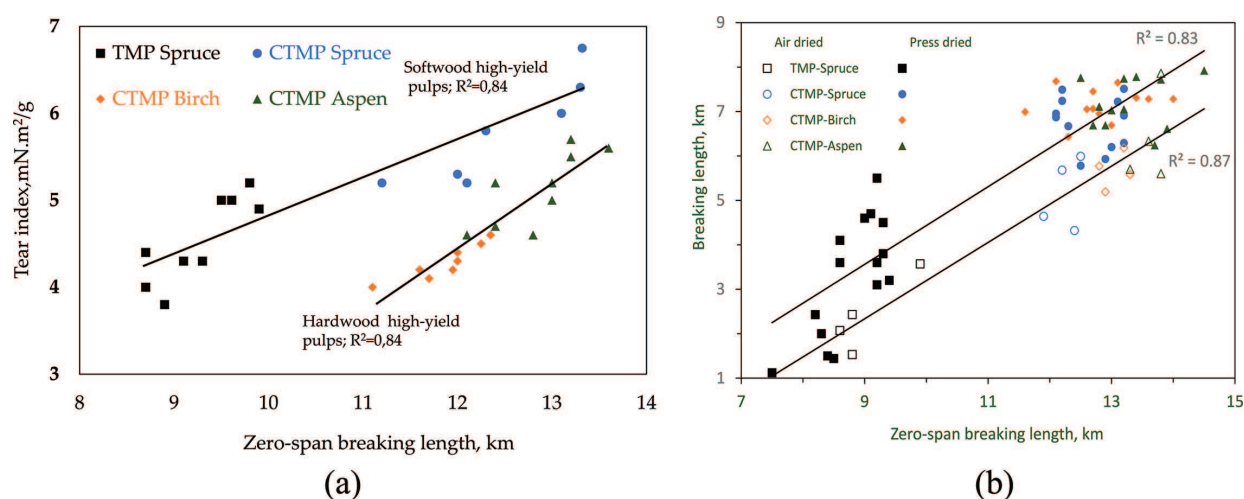 7
6
5
4
3
8
9
10
11
12
13
14
Tear index,mN.m²/g
Zero-span breaking length, km
TMP Spruce
CTMP Spruce
CTMP Birch
CTMP Aspen
Softwood high-yield
pulps; R²=0,84
Hardwood high-yield
pulps; R²=0,84
(a)
9
7
5
3
1
7
9
11
13
15
Breaking length, km
Zero-span breaking length, km
Air dried
Press dried
TMP-Spruce
CTMP-Spruce
CTMP-Birch
CTMP-Aspen
R² = 0.83
R² = 0.87
(b)